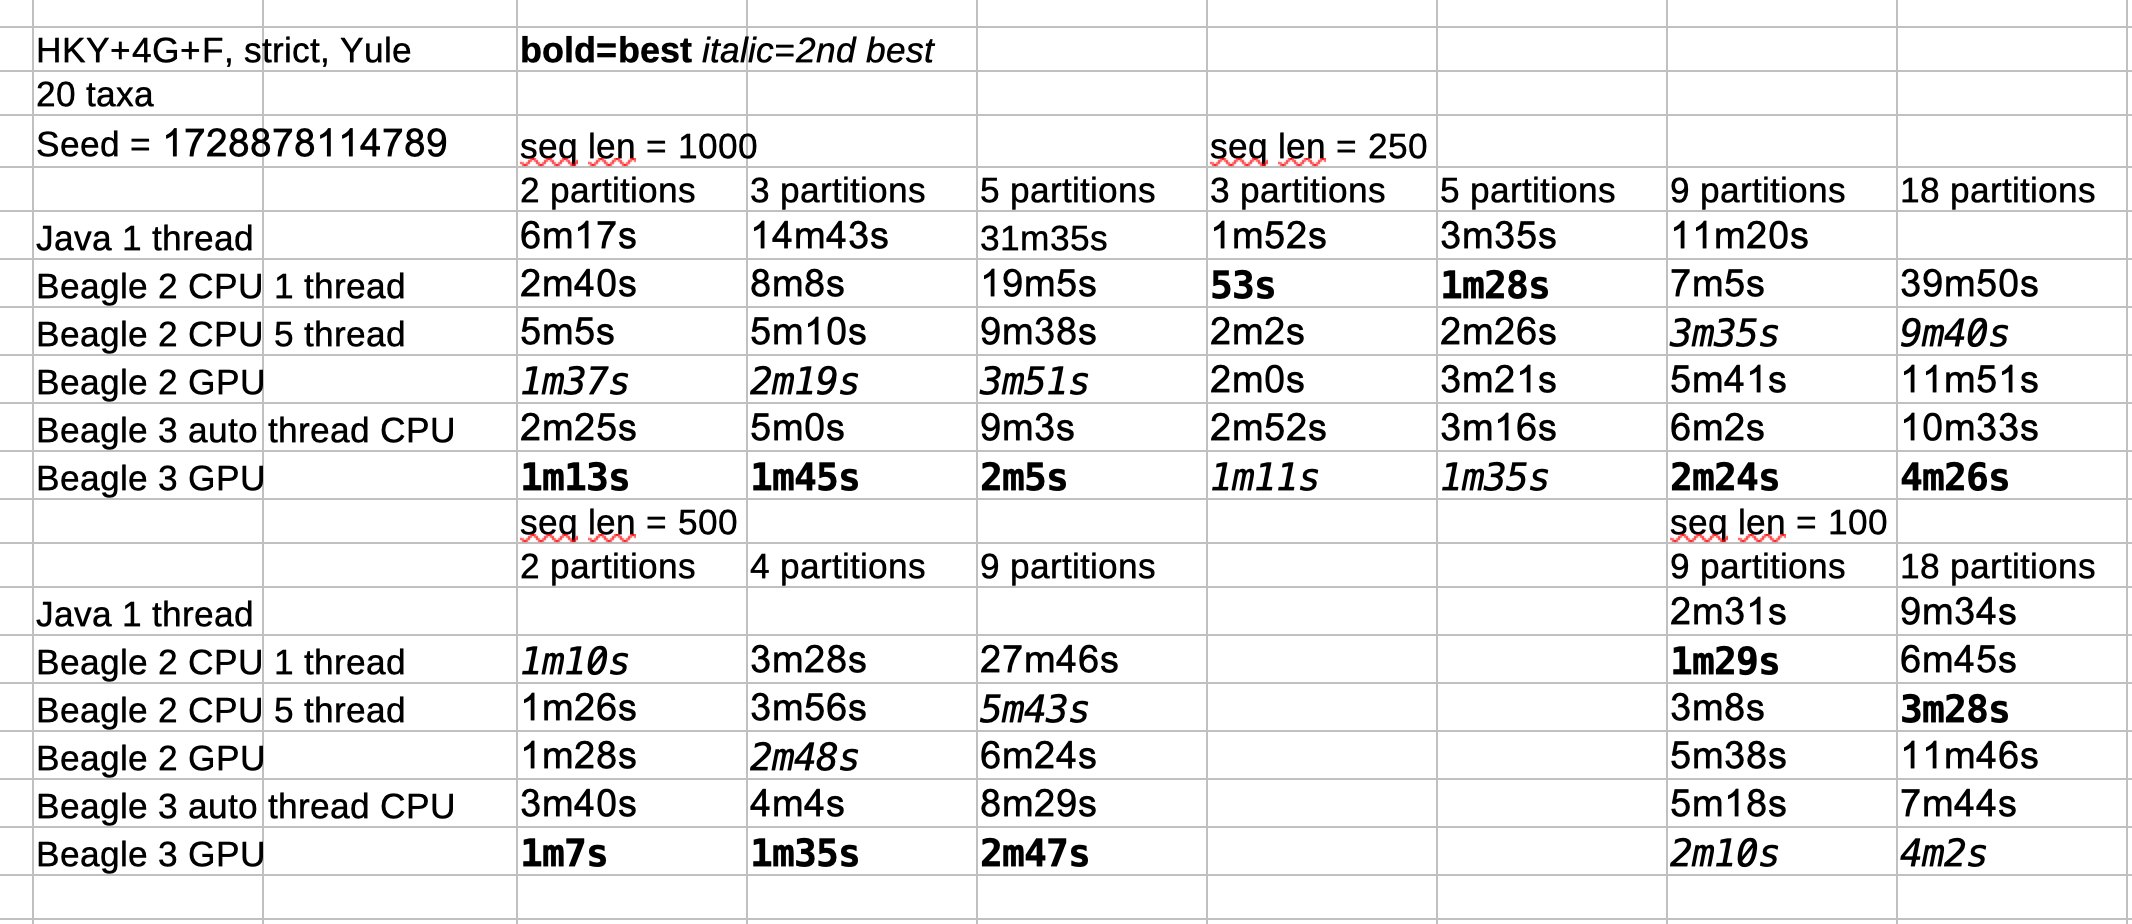 HKY+4G+F, strict, Yule bold=best italic=2nd best
20 taxa
Seed = 1728878114789 seq len = 1000 seq len = 250
2 partitions 3 partitions 5 partitions 3 partitions 5 partitions 9 partitions 18 partitions
Java 1 thread 6m17s 14m43s 31m35s 1m52s 3m35s 11m20s
Beagle 2 CPU 1 thread 2m40s 8m8s 19m5s 53s 1m28s 7m5s 39m50s
Beagle 2 CPU 5 thread 5m5s 5m10s 9m38s 2m2s 2m26s 3m35s 9m40s
Beagle 2 GPU 1m37s 2m19s 3m51s 2m0s 3m21s 5m41s 11m51s
Beagle 3 auto thread CPU 2m25s 5m0s 9m3s 2m52s 3m16s 6m2s 10m33s
Beagle 3 GPU 1m13s 1m45s 2m5s 1m11s 1m35s 2m24s 4m26s
seq len = 500 seq len = 100
2 partitions 4 partitions 9 partitions 9 partitions 18 partitions
Java 1 thread 2m31s 9m34s
Beagle 2 CPU 1 thread 1m10s 3m28s 27m46s 1m29s 6m45s
Beagle 2 CPU 5 thread 1m26s 3m56s 5m43s 3m8s 3m28s
Beagle 2 GPU 1m28s 2m48s 6m24s 5m38s 11m46s
Beagle 3 auto thread CPU 3m40s 4m4s 8m29s 5m18s 7m44s
Beagle 3 GPU 1m7s 1m35s 2m47s 2m10s 4m2s